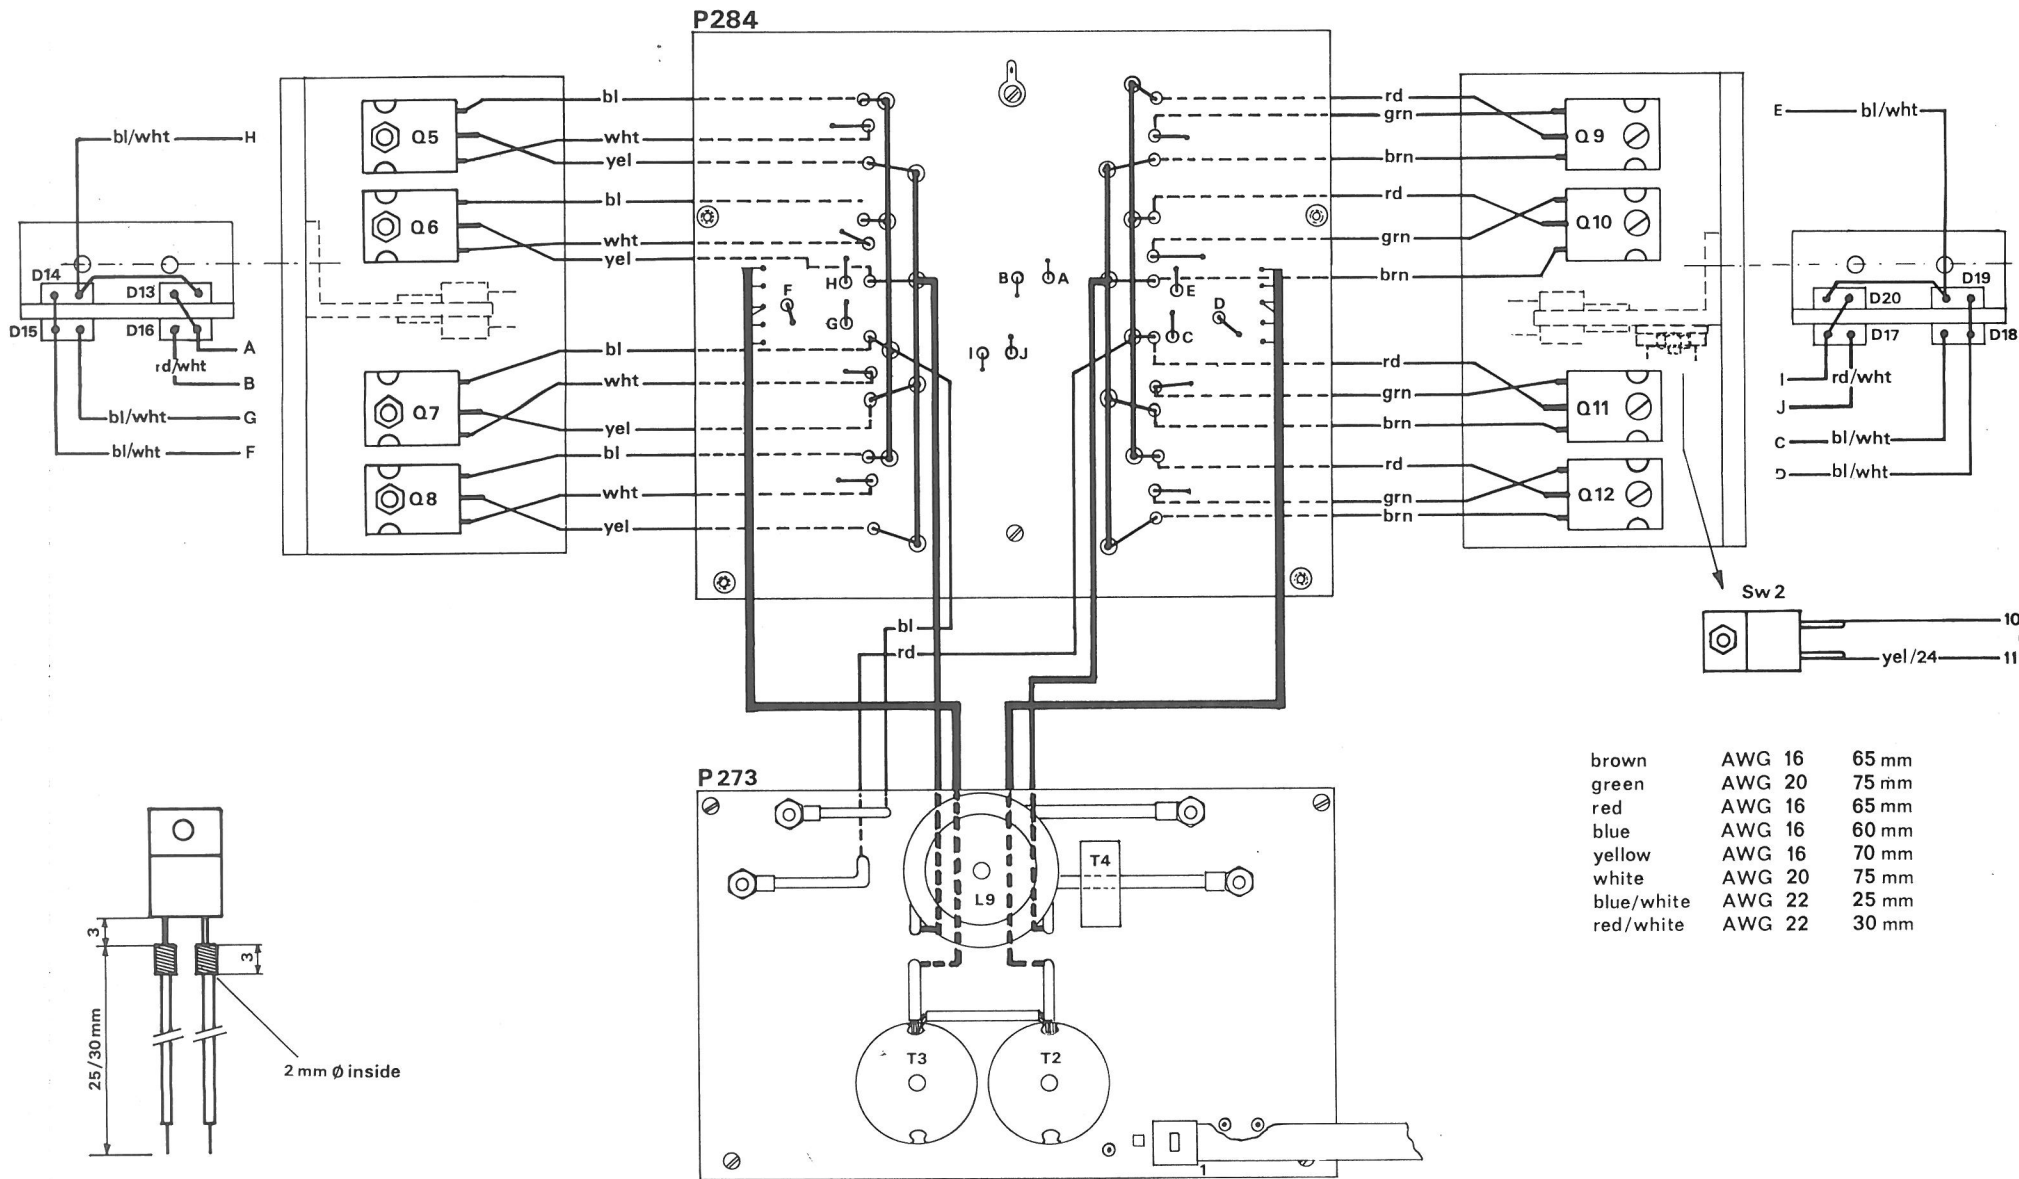 P284
bl
wht
yel
bl
wht
yel
bl
wht
yel
bl
wht
yel
Q5
Q6
Q7
Q8
bl/wht H
D14
D13
D15
D16
A
rd/wht
B
bl/wht G
bl/wht F
H
F
G
B A
E
D
C
I J
rd
grn
brn
rd
grn
brn
rd
grn
brn
rd
grn
brn
Q9
Q10
Q11
Q12
E bl/wht
D19
D20
D17
D18
I rd/wht
J
C bl/wht
D bl/wht
Sw 2
10
yel/24 11
bl
rd
P273
T4
L9
T3
T2
1
3
3
25/30 mm
2 mm Ø inside
brown AWG 16 65 mm
green AWG 20 75 mm
red AWG 16 65 mm
blue AWG 16 60 mm
yellow AWG 16 70 mm
white AWG 20 75 mm
blue/white AWG 22 25 mm
red/white AWG 22 30 mm